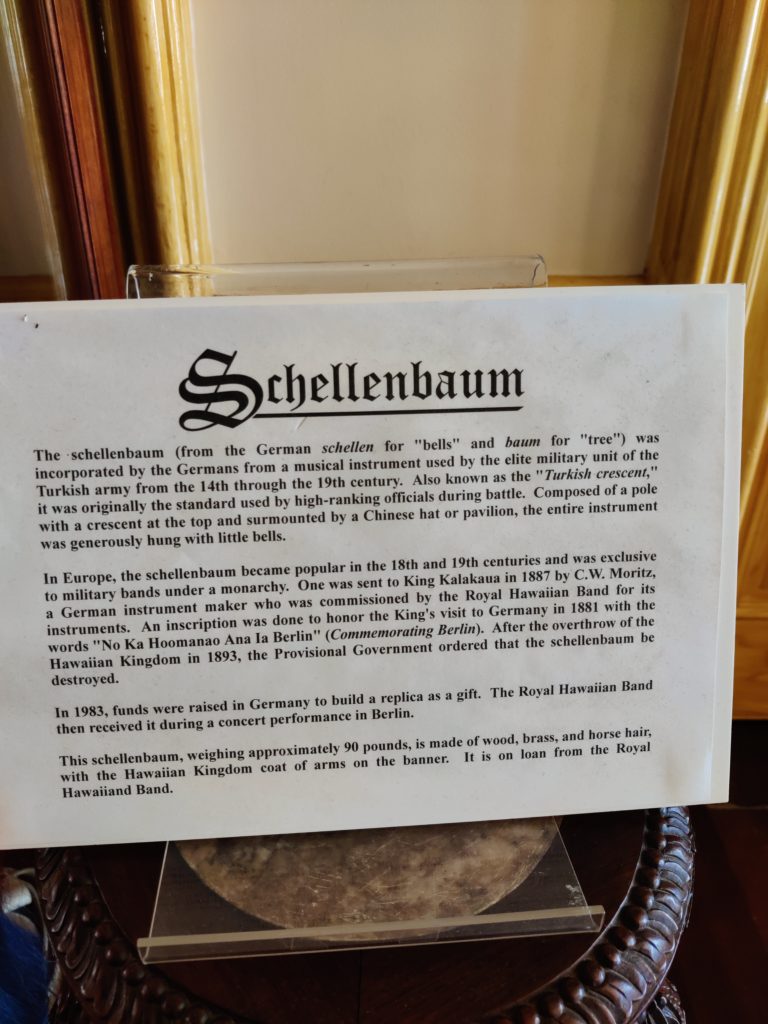 Schellenbaum
The schellenbaum (from the German schellen for "bells" and baum for "tree") was
incorporated by the Germans from a musical instrument used by the elite military unit of the
Turkish army from the 14th through the 19th century. Also known as the "Turkish crescent,"
it was originally the standard used by high-ranking officials during battle. Composed of a pole
with a crescent at the top and surmounted by a Chinese hat or pavilion, the entire instrument
was generously hung with little bells.
In Europe, the schellenbaum became popular in the 18th and 19th centuries and was exclusive
to military bands under a monarchy. One was sent to King Kalakaua in 1887 by C.W. Moritz,
a German instrument maker who was commissioned by the Royal Hawaiian Band for its
instruments. An inscription was done to honor the King's visit to Germany in 1881 with the
words "No Ka Hoomanao Ana Ia Berlin" (Commemorating Berlin). After the overthrow of the
Hawaiian Kingdom in 1893, the Provisional Government ordered that the schellenbaum be
destroyed.
In 1983, funds were raised in Germany to build a replica as a gift. The Royal Hawaiian Band
then received it during a concert performance in Berlin.
This schellenbaum, weighing approximately 90 pounds, is made of wood, brass, and horse hair,
with the Hawaiian Kingdom coat of arms on the banner. It is on loan from the Royal
Hawaiiand Band.